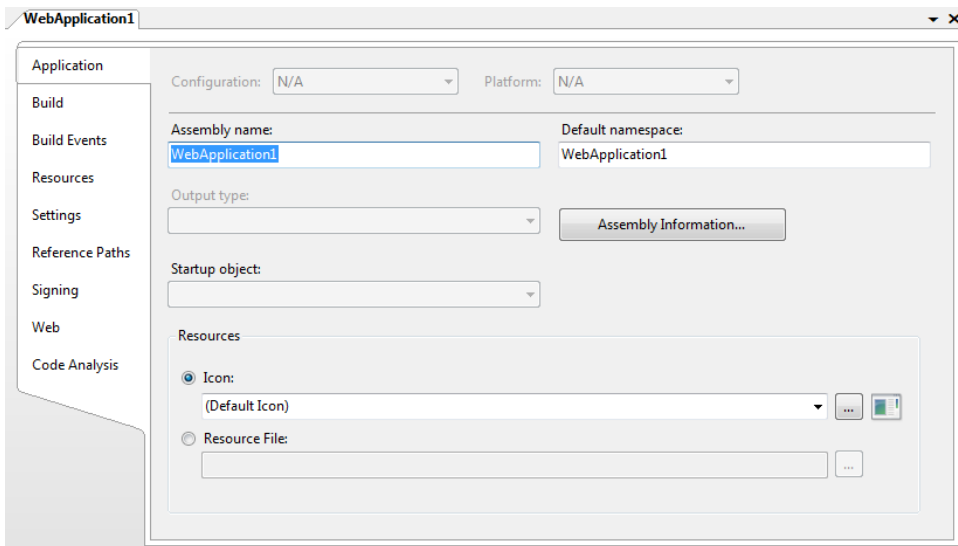 WebApplication1
Application
Build
Build Events
Resources
Settings
Reference Paths
Signing
Web
Code Analysis
Configuration: N/A Platform: N/A
Assembly name: Default namespace:
WebApplication1 WebApplication1
Output type:
Assembly Information...
Startup object:
Resources
Icon:
(Default Icon) ...
Resource File:
...